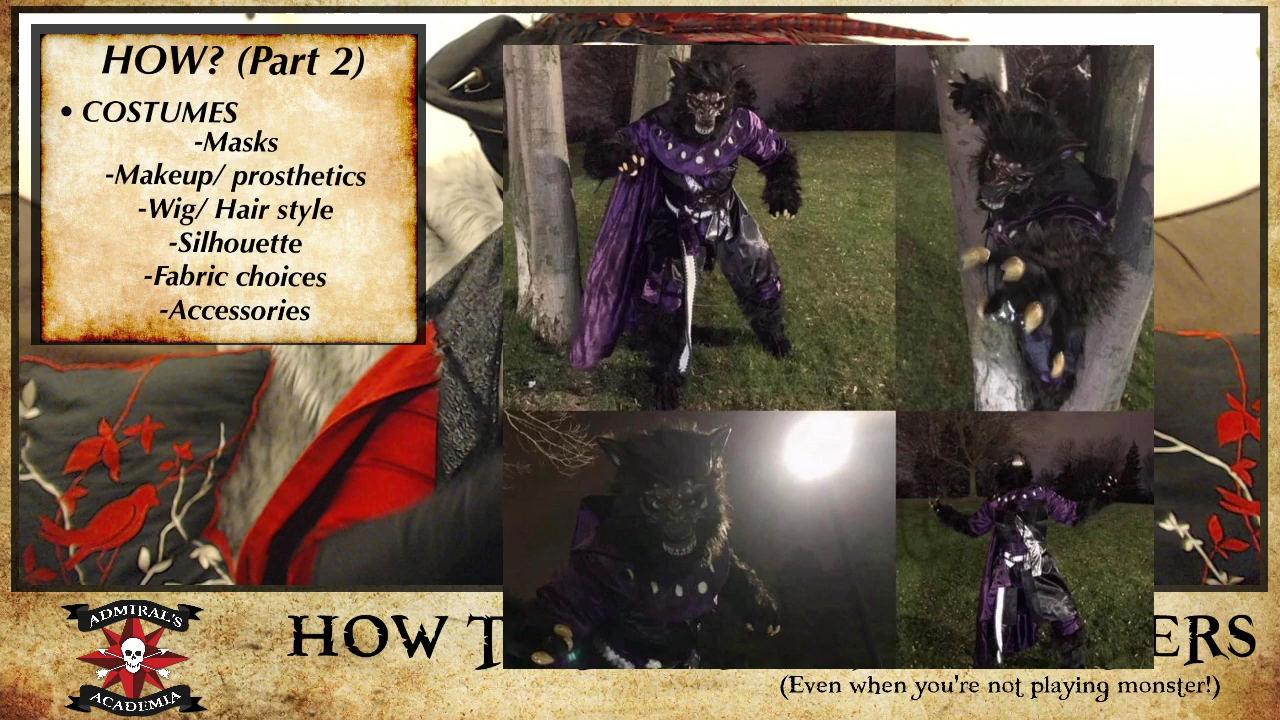 HOW? (Part 2)
• COSTUMES
-Masks
-Makeup/ prosthetics
-Wig/ Hair style
-Silhouette
-Fabric choices
-Accessories
ADMIRAL'S
ACADEMIA
HOW
(Even when you're not playing monster!)